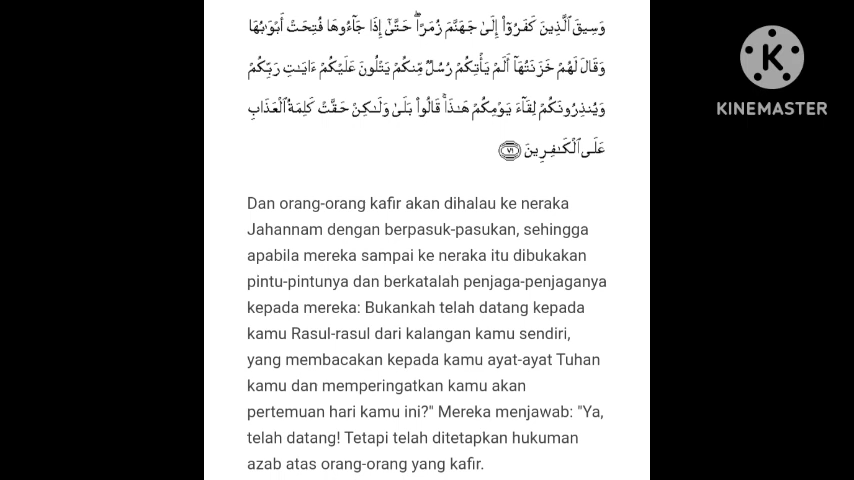 وَسِيقَ ٱلَّذِينَ كَفَرُوٓا۟ إِلَىٰ جَهَنَّمَ زُمَرًا ۖ حَتَّىٰٓ إِذَا جَآءُوهَا فُتِحَتْ أَبْوَٰبُهَا
وَقَالَ لَهُمْ خَزَنَتُهَآ أَلَمْ يَأْتِكُمْ رُسُلٌ مِّنكُمْ يَتْلُونَ عَلَيْكُمْ ءَايَـٰتِ رَبِّكُمْ
وَيُنذِرُونَكُمْ لِقَآءَ يَوْمِكُمْ هَـٰذَا ۚ قَالُوا۟ بَلَىٰ وَلَـٰكِنْ حَقَّتْ كَلِمَةُ ٱلْعَذَابِ
عَلَى ٱلْكَـٰفِرِينَ ٧١
KINEMASTER
Dan orang-orang kafir akan dihalau ke neraka
Jahannam dengan berpasuk-pasukan, sehingga
apabila mereka sampai ke neraka itu dibukakan
pintu-pintunya dan berkatalah penjaga-penjaganya
kepada mereka: Bukankah telah datang kepada
kamu Rasul-rasul dari kalangan kamu sendiri,
yang membacakan kepada kamu ayat-ayat Tuhan
kamu dan memperingatkan kamu akan
pertemuan hari kamu ini?" Mereka menjawab: "Ya,
telah datang! Tetapi telah ditetapkan hukuman
azab atas orang-orang yang kafir.